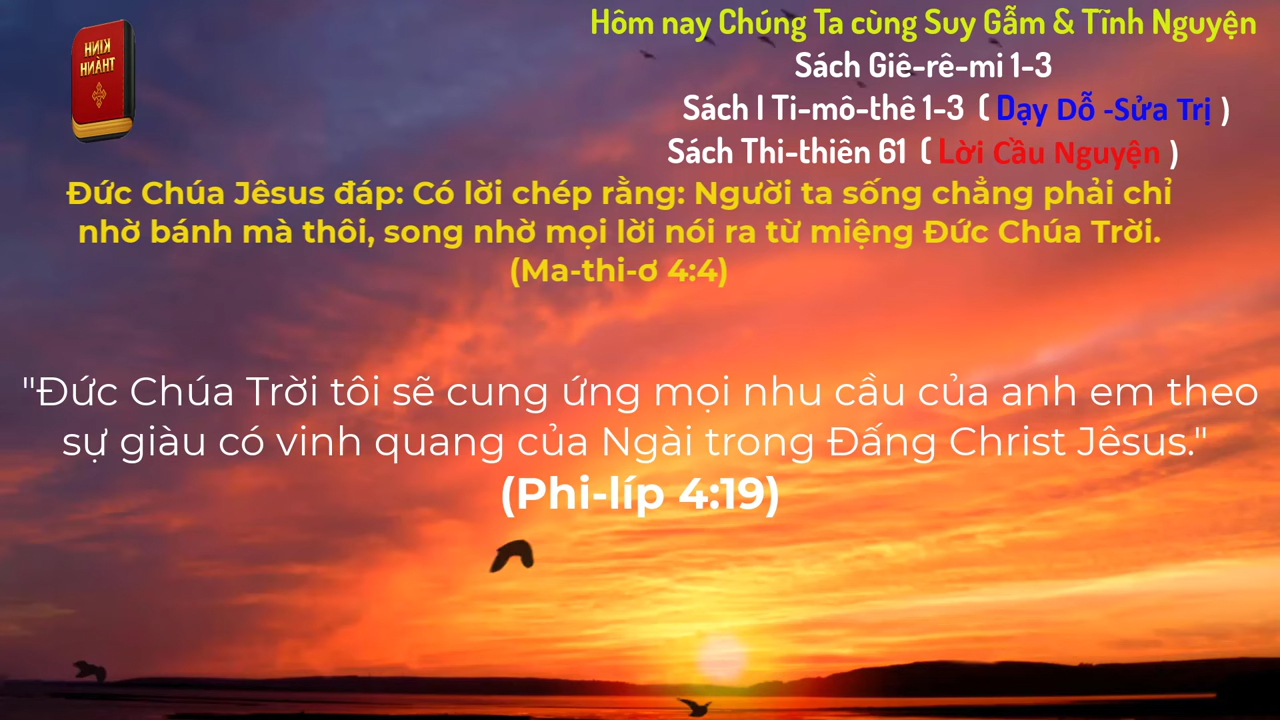 KINH
THÁNH
Hôm nay Chúng Ta cùng Suy Gẫm & Tĩnh Nguyện
Sách Giê-rê-mi 1-3
Sách I Ti-mô-thê 1-3 ( Dạy Dỗ -Sửa Trị )
Sách Thi-thiên 61 ( Lời Cầu Nguyện )
Đức Chúa Jêsus đáp: Có lời chép rằng: Người ta sống chẳng phải chỉ
nhờ bánh mà thôi, song nhờ mọi lời nói ra từ miệng Đức Chúa Trời.
(Ma-thi-ơ 4:4)
"Đức Chúa Trời tôi sẽ cung ứng mọi nhu cầu của anh em theo
sự giàu có vinh quang của Ngài trong Đấng Christ Jêsus."
(Phi-líp 4:19)